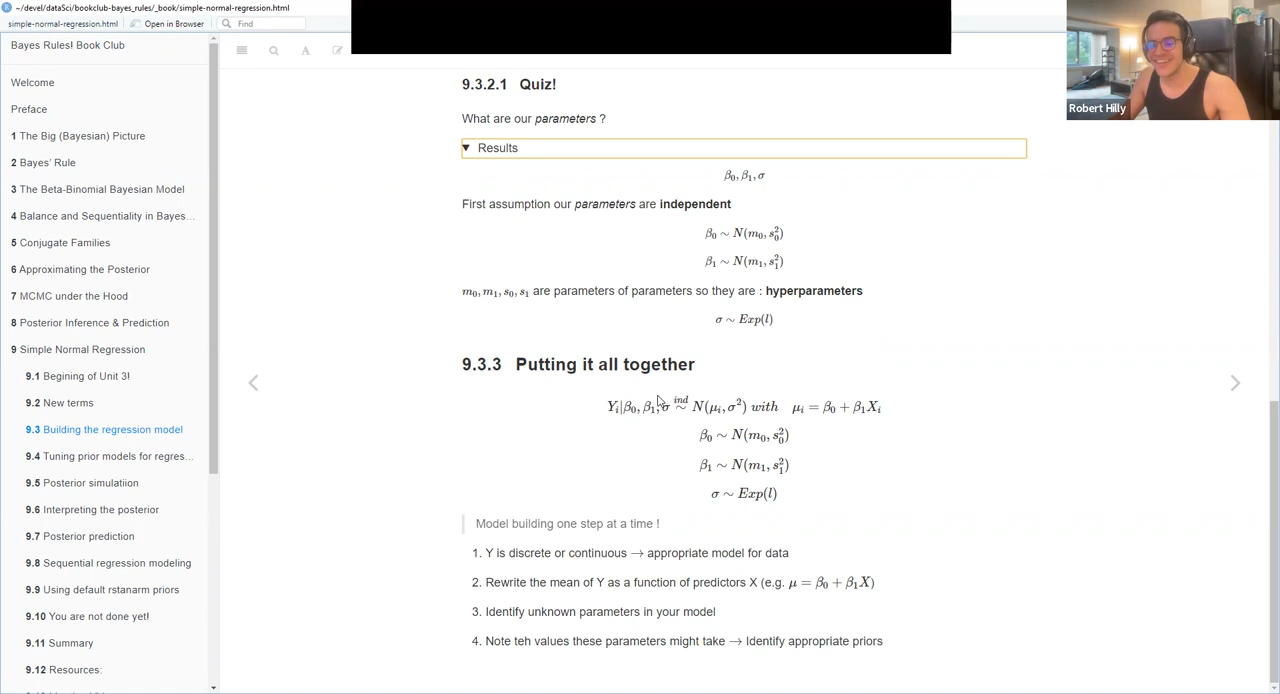 ~/devel/dataSci/bookclub-bayes_rules/_book/simple-normal-regression.html
simple-normal-regression.html Open in Browser Find
Bayes Rules! Book Club
Welcome
Preface
1 The Big (Bayesian) Picture
2 Bayes' Rule
3 The Beta-Binomial Bayesian Model
4 Balance and Sequentiality in Bayes...
5 Conjugate Families
6 Approximating the Posterior
7 MCMC under the Hood
8 Posterior Inference & Prediction
9 Simple Normal Regression
9.1 Begining of Unit 3!
9.2 New terms
9.3 Building the regression model
9.4 Tuning prior models for regres...
9.5 Posterior simulatiion
9.6 Interpreting the posterior
9.7 Posterior prediction
9.8 Sequential regression modeling
9.9 Using default rstanarm priors
9.10 You are not done yet!
9.11 Summary
9.12 Resources:
9.3.2.1 Quiz!
What are our parameters ?
▼ Results
β₀, β₁, σ
First assumption our parameters are independent
β₀ ∼ N(m₀, s₀²)
β₁ ∼ N(m₁, s₁²)
m₀, m₁, s₀, s₁ are parameters of parameters so they are : hyperparameters
σ ∼ Exp(l)
9.3.3 Putting it all together
Yᵢ|β₀, β₁, σ ind ∼ N(μᵢ, σ²) with μᵢ = β₀ + β₁Xᵢ
β₀ ∼ N(m₀, s₀²)
β₁ ∼ N(m₁, s₁²)
σ ∼ Exp(l)
Model building one step at a time !
1. Y is discrete or continuous → appropriate model for data
2. Rewrite the mean of Y as a function of predictors X (e.g. μ = β₀ + β₁X)
3. Identify unknown parameters in your model
4. Note teh values these parameters might take → Identify appropriate priors
Robert Hilly